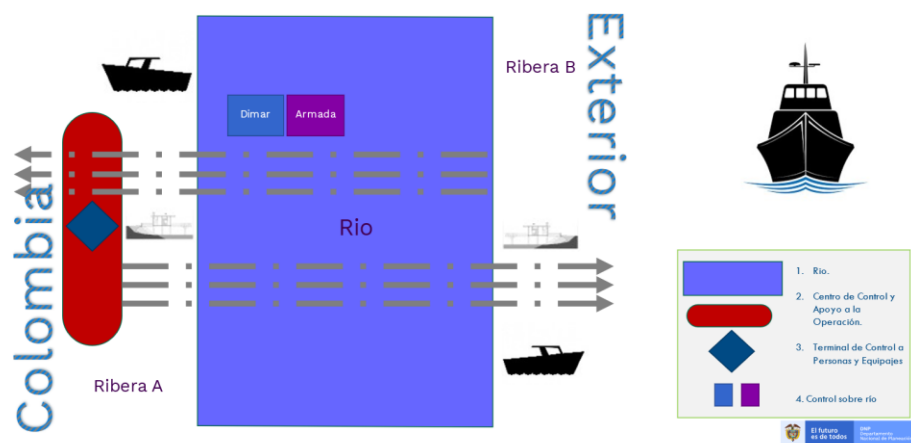 Colombia
Exterior
Ribera B
Dimar
Armada
Rio
Ribera A
1. Rio.
2. Centro de Control y
Apoyo a la
Operación.
3. Terminal de Control a
Personas y Equipajes
4. Control sobre río
El futuro
es de todos
DNP
Departamento
Nacional de Planeación